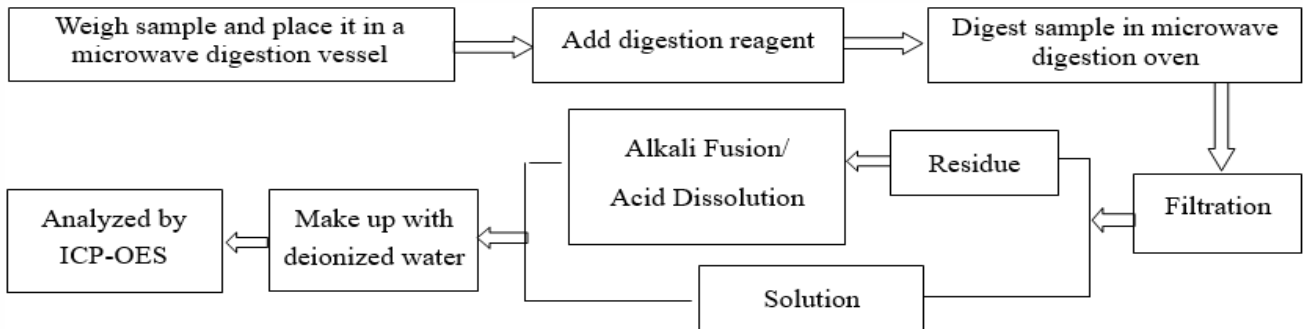 Weigh sample and place it in a
microwave digestion vessel
Add digestion reagent
Digest sample in microwave
digestion oven
Filtration
Residue
Alkali Fusion/
Acid Dissolution
Solution
Make up with
deionized water
Analyzed by
ICP-OES